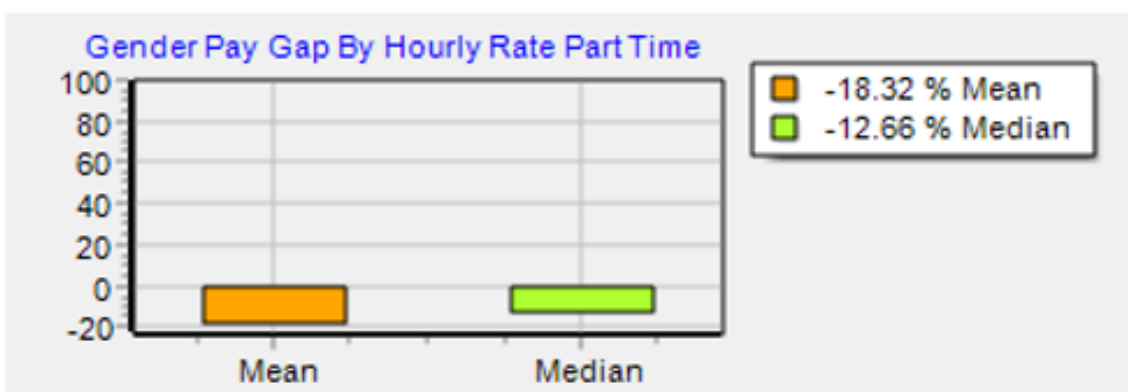 Gender Pay Gap By Hourly Rate Part Time
-18.32 % Mean
-12.66 % Median
100
80
60
40
20
0
-20
Mean Median